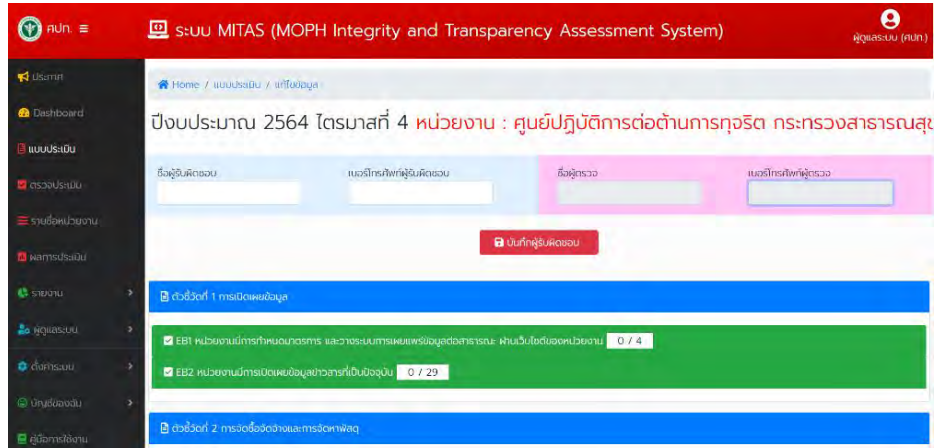 ศปท.
ระบบ MITAS (MOPH Integrity and Transparency Assessment System)
ผู้ดูแลระบบ (ศปท.)
ประกาศ
Home / แบบประเมิน / แก้ไขข้อมูล
Dashboard
ปีงบประมาณ 2564 ไตรมาสที่ 4 หน่วยงาน : ศูนย์ปฏิบัติการต่อต้านการทุจริต กระทรวงสาธารณสุข
แบบประเมิน
ตรวจประเมิน
ชื่อผู้รับผิดชอบ
เบอร์โทรศัพท์ผู้รับผิดชอบ
ชื่อผู้ตรวจ
เบอร์โทรศัพท์ผู้ตรวจ
รายชื่อหน่วยงาน
บันทึกผู้รับผิดชอบ
ผลการประเมิน
รายงาน
ตัวชี้วัดที่ 1 การเปิดเผยข้อมูล
ผู้ดูแลระบบ
EB1 หน่วยงานมีการกำหนดมาตรการ และวางระบบการเผยแพร่ข้อมูลต่อสาธารณะ ผ่านเว็บไซต์ของหน่วยงาน 0 / 4
ตั้งค่าระบบ
EB2 หน่วยงานมีการเปิดเผยข้อมูลข่าวสารที่เป็นปัจจุบัน 0 / 29
บัญชีของฉัน
ตัวชี้วัดที่ 2 การจัดซื้อจัดจ้างและการจัดหาพัสดุ
คู่มือการใช้งาน